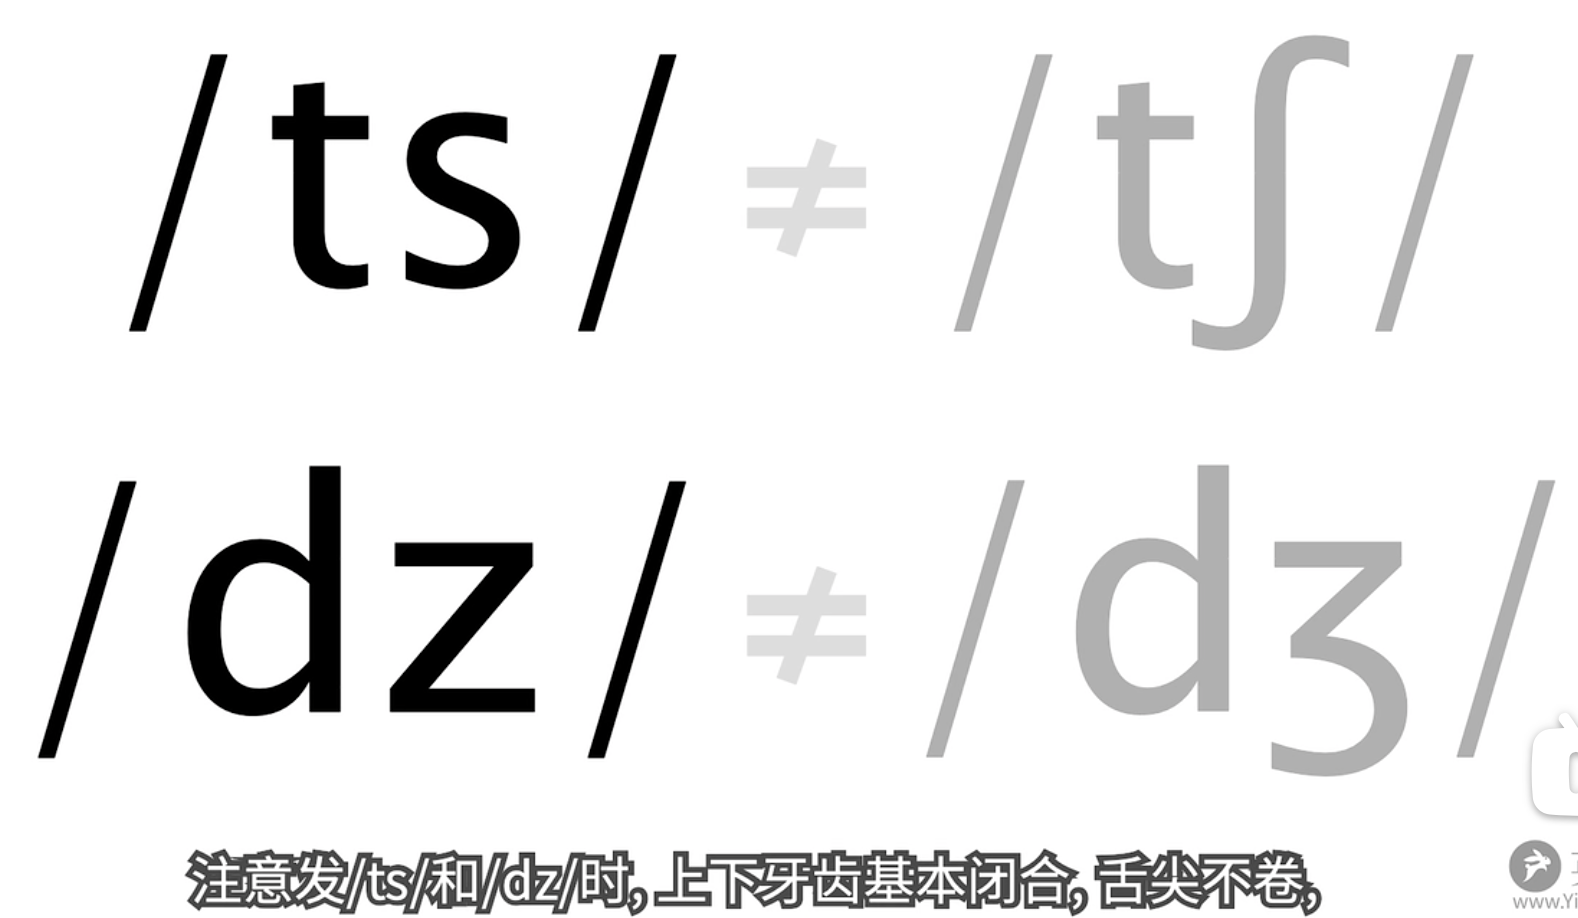 /ts/ ≠ /tʃ/
/dz/ ≠ /dʒ/
注意发/ts/和/dz/时, 上下牙齿基本闭合, 舌尖不卷,
www.Yi